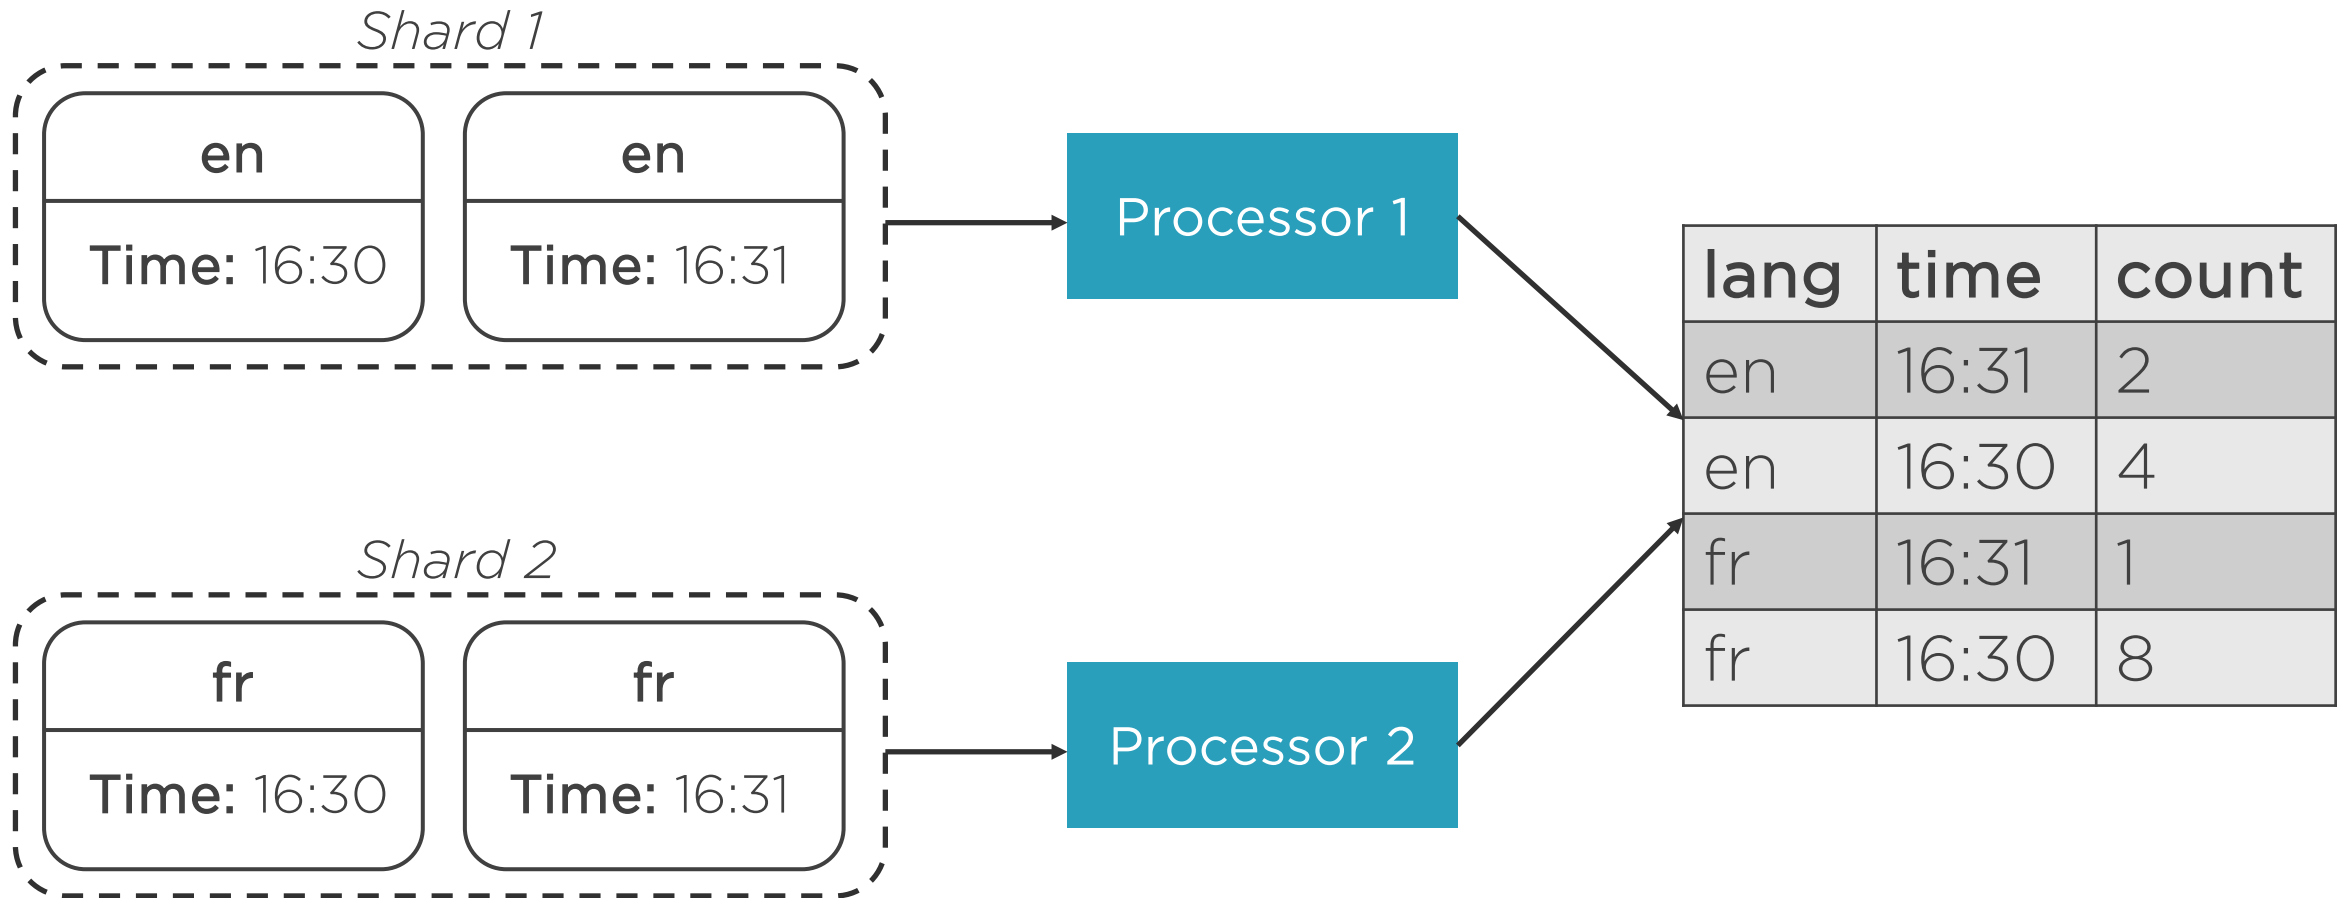 Shard 1
en
Time: 16:30
en
Time: 16:31
Processor 1
Shard 2
fr
Time: 16:30
fr
Time: 16:31
Processor 2
lang time count
en 16:31 2
en 16:30 4
fr 16:31 1
fr 16:30 8